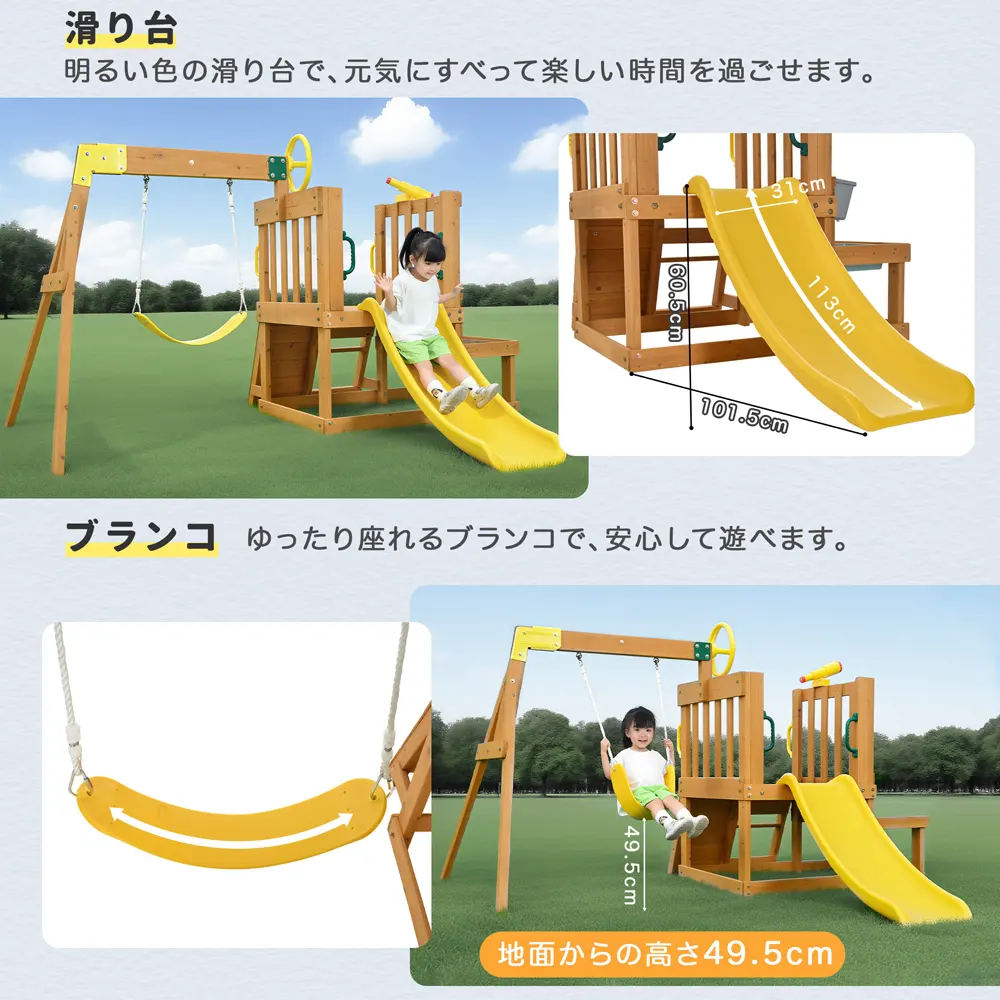 滑り台
明るい色の滑り台で、元気にすべって楽しい時間を過ごせます。
31cm
60.5cm
113cm
101.5cm
ブランコ ゆったり座れるブランコで、安心して遊べます。
49.5cm
地面からの高さ49.5cm